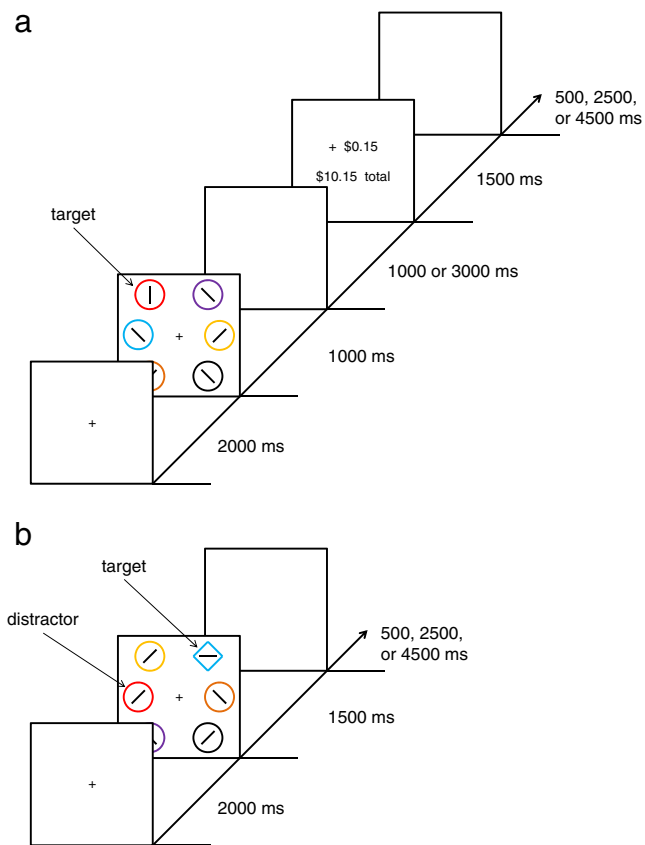 a
500, 2500,
or 4500 ms
+ $0.15
$10.15 total
1500 ms
target
1000 or 3000 ms
+
1000 ms
+
2000 ms
b
target
distractor
500, 2500,
or 4500 ms
+
1500 ms
+
2000 ms